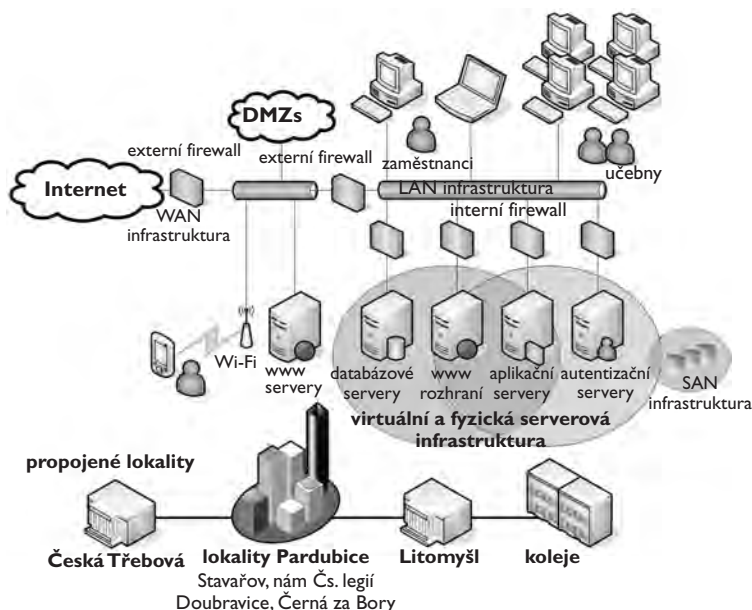 DMZs
externí firewall
externí firewall
zaměstnanci
učebny
Internet
LAN infrastruktura
WAN
infrastruktura
interní firewall
Wi-Fi
www
servery
databázové
servery
www
rozhraní
aplikační
servery
autentizační
servery
SAN
infrastruktura
virtuální a fyzická serverová
infrastruktura
propojené lokality
Česká Třebová
lokality Pardubice
Litomyšl
koleje
Stavařov, nám Čs. legií
Doubravice, Černá za Bory